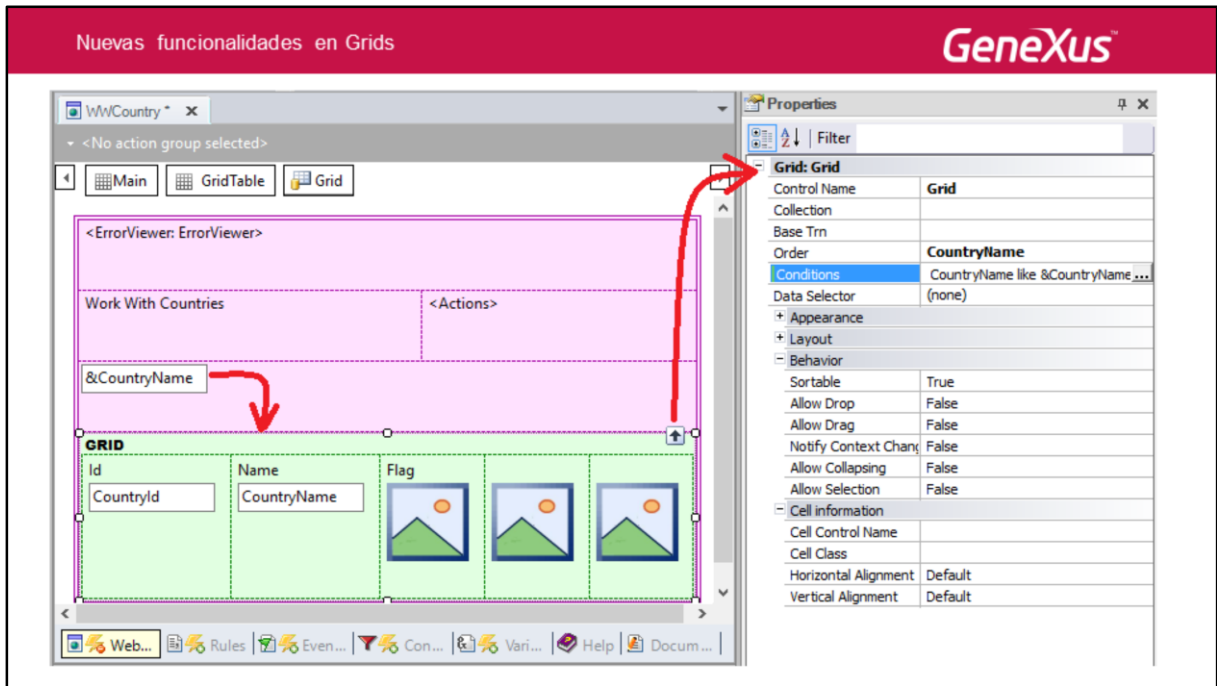 Nuevas funcionalidades en Grids
GeneXus™
WWCountry *
<No action group selected>
Main
GridTable
Grid
<ErrorViewer: ErrorViewer>
Work With Countries
<Actions>
&CountryName
GRID
Id
Name
Flag
CountryId
CountryName
Web...
Rules
Even...
Con...
Vari...
Help
Docum...
Properties
Filter
Grid: Grid
Control Name Grid
Collection
Base Trn
Order CountryName
Conditions CountryName like &CountryName ...
Data Selector (none)
Appearance
Layout
Behavior
Sortable True
Allow Drop False
Allow Drag False
Notify Context Chang False
Allow Collapsing False
Allow Selection False
Cell information
Cell Control Name
Cell Class
Horizontal Alignment Default
Vertical Alignment Default